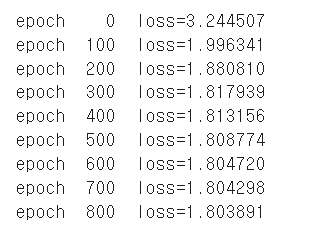 epoch    0  loss=3.244507
epoch  100  loss=1.996341
epoch  200  loss=1.880810
epoch  300  loss=1.817939
epoch  400  loss=1.813156
epoch  500  loss=1.808774
epoch  600  loss=1.804720
epoch  700  loss=1.804298
epoch  800  loss=1.803891